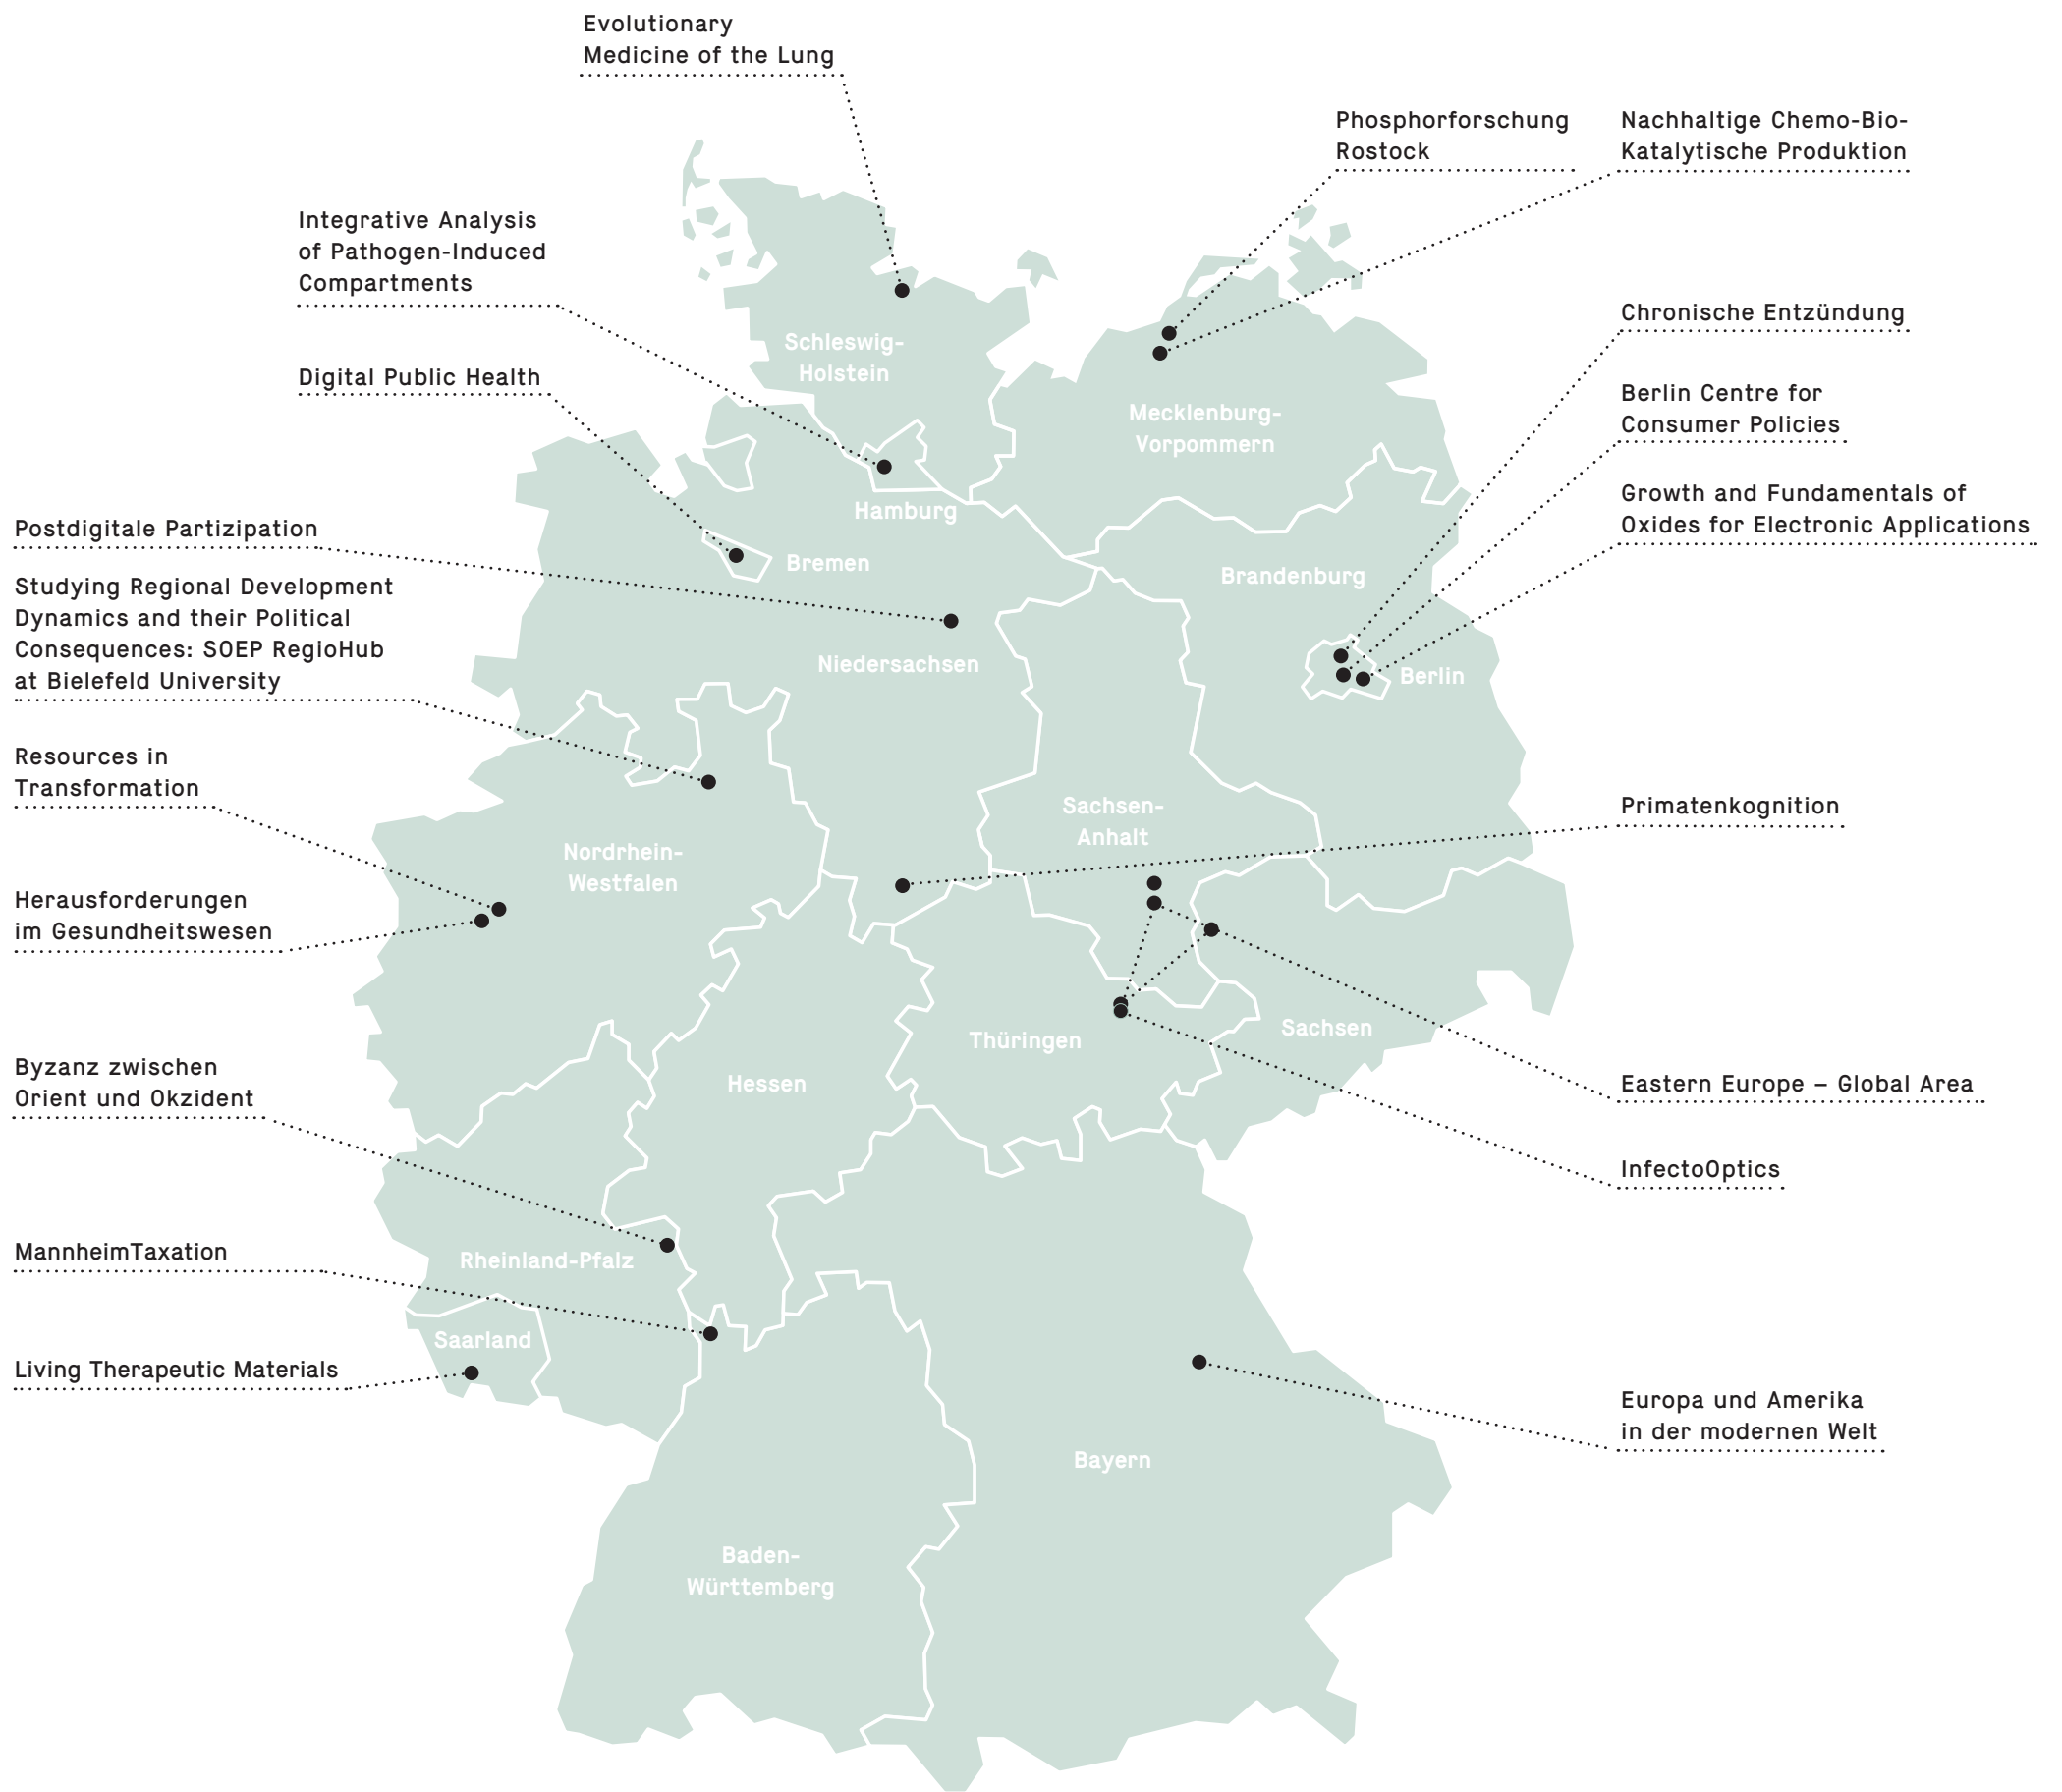 Evolutionary
Medicine of the Lung
Phosphorforschung
Rostock
Nachhaltige Chemo-Bio-
Katalytische Produktion
Integrative Analysis
of Pathogen-Induced
Compartments
Chronische Entzündung
Schleswig-
Holstein
Digital Public Health
Berlin Centre for
Consumer Policies
Mecklenburg-
Vorpommern
Growth and Fundamentals of
Oxides for Electronic Applications
Hamburg
Postdigitale Partizipation
Bremen
Brandenburg
Studying Regional Development
Dynamics and their Political
Consequences: SOEP RegioHub
at Bielefeld University
Niedersachsen
Berlin
Resources in
Transformation
Sachsen-
Anhalt
Primatenkognition
Nordrhein-
Westfalen
Herausforderungen
im Gesundheitswesen
Sachsen
Thüringen
Byzanz zwischen
Orient und Okzident
Hessen
Eastern Europe – Global Area
InfectoOptics
MannheimTaxation
Rheinland-Pfalz
Saarland
Living Therapeutic Materials
Europa und Amerika
in der modernen Welt
Bayern
Baden-
Württemberg